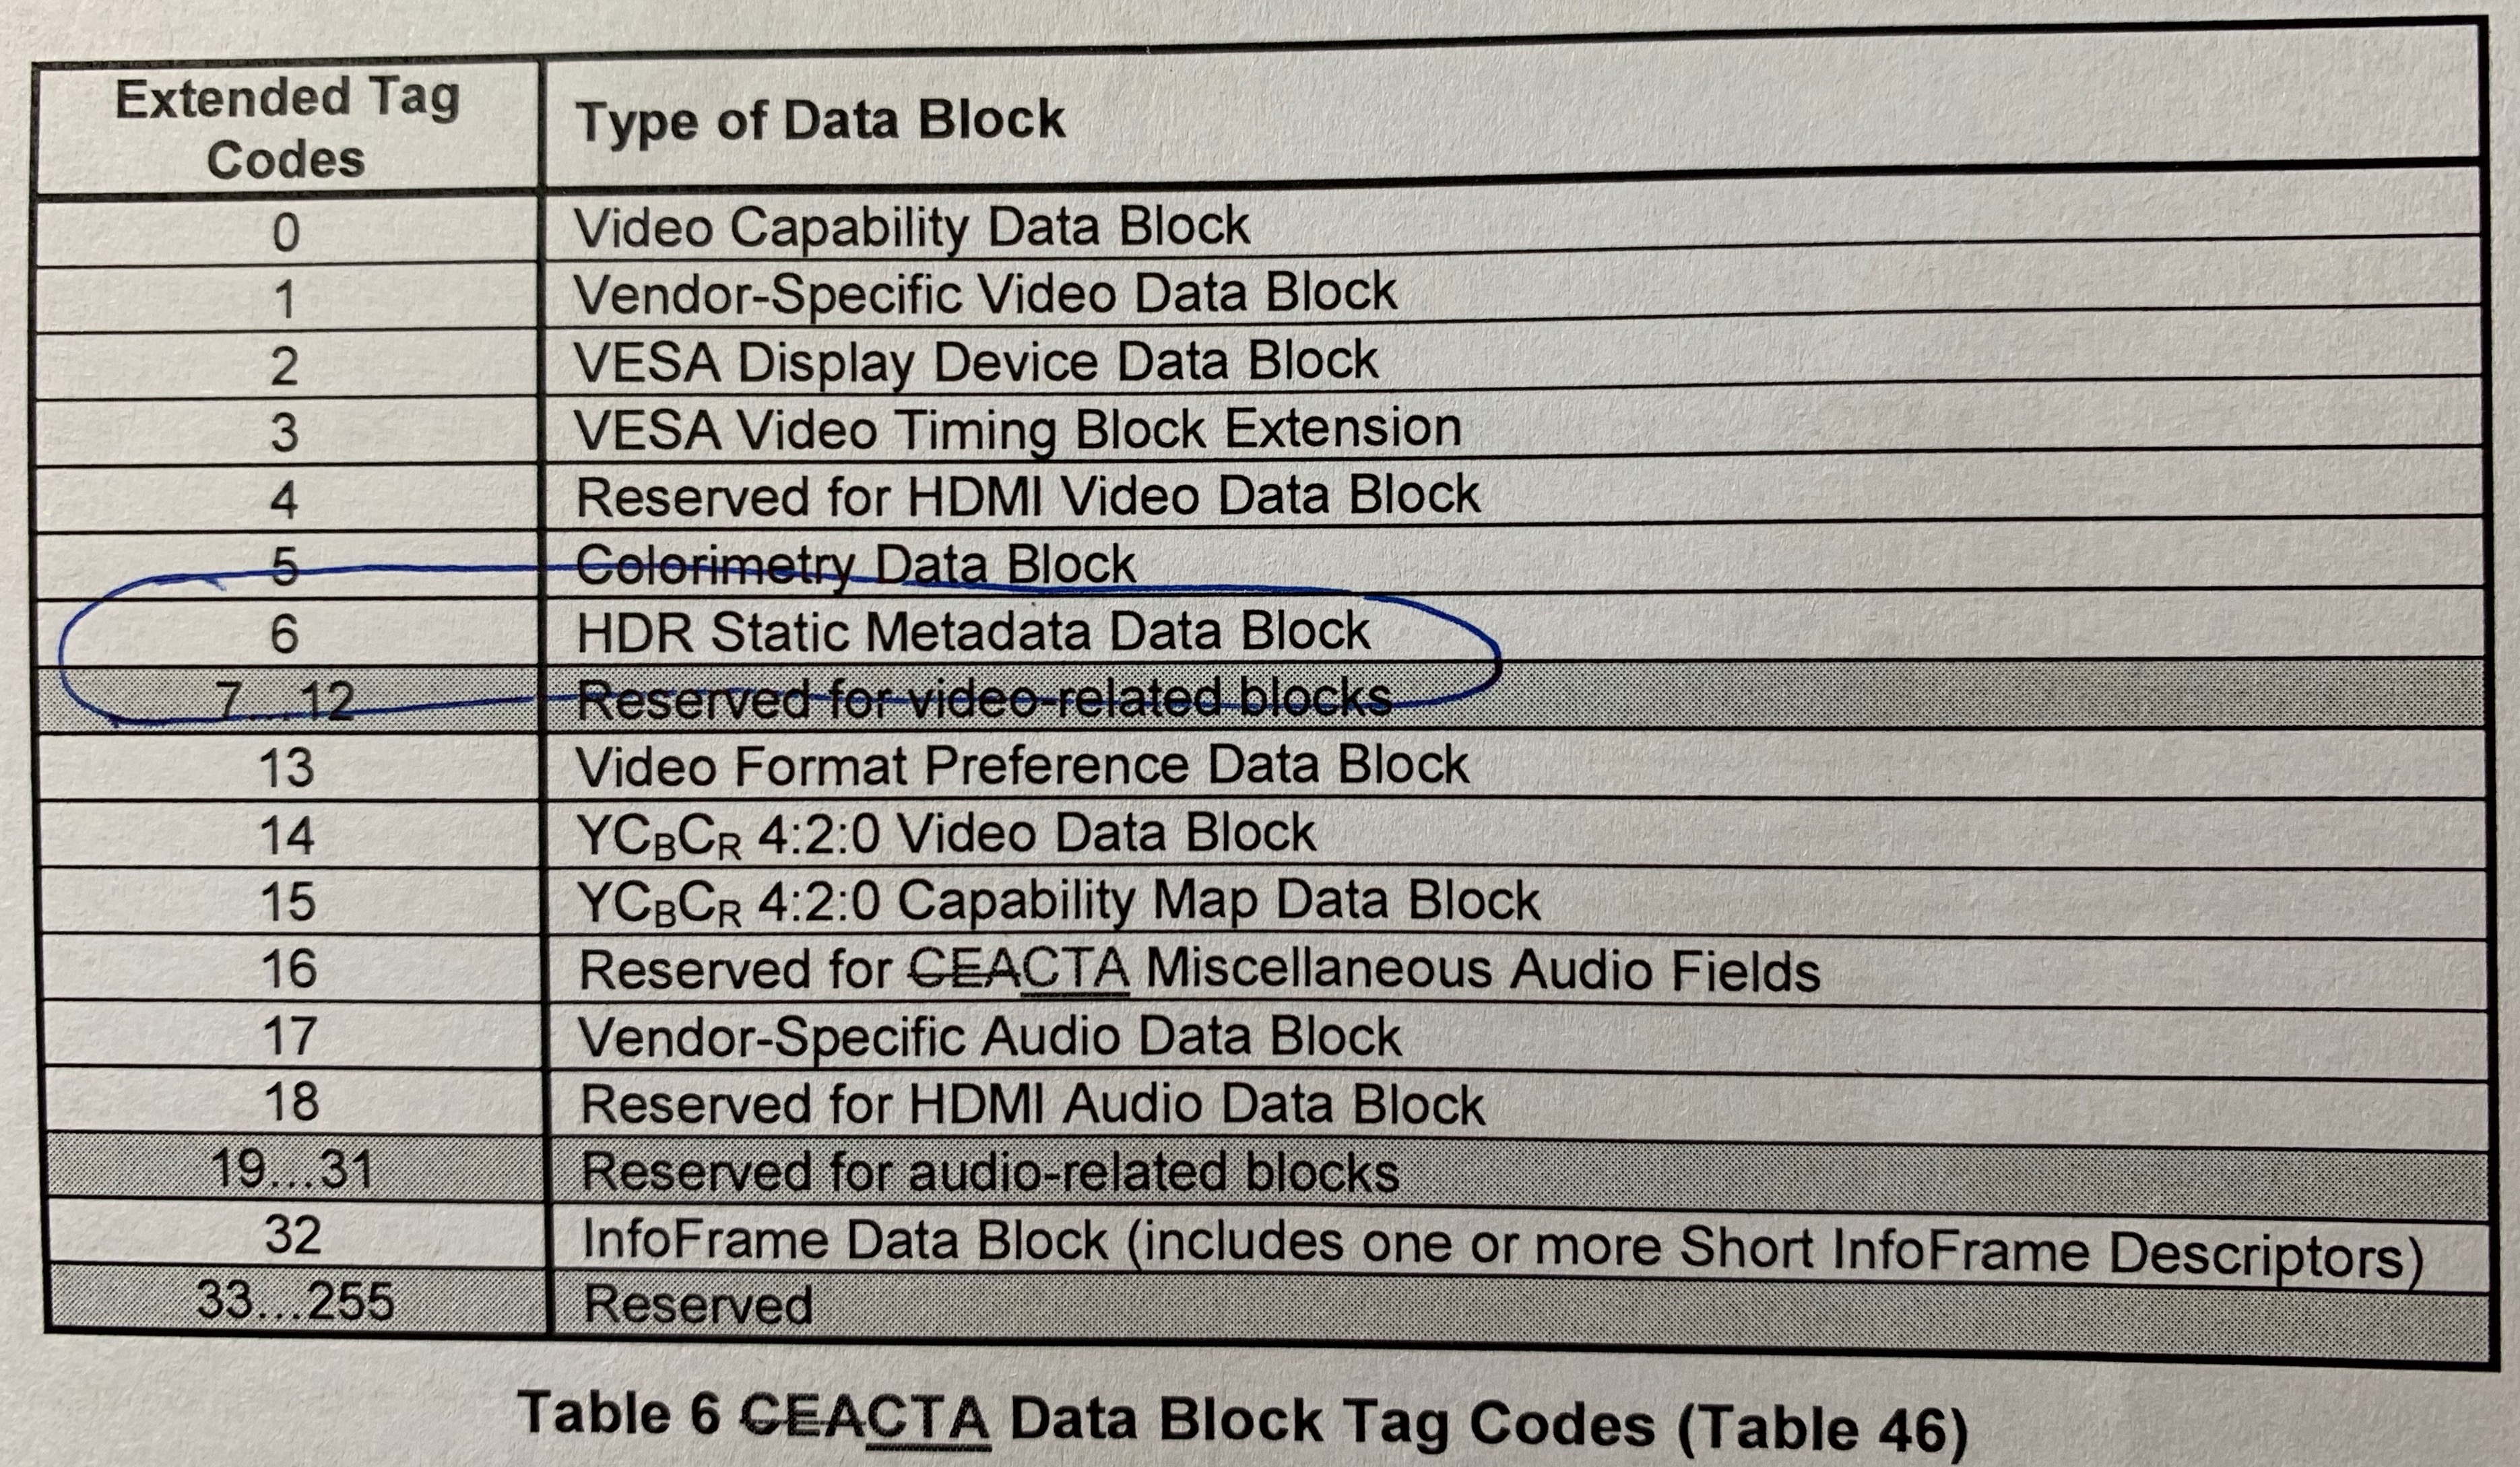 Extended Tag Codes Type of Data Block
0 Video Capability Data Block
1 Vendor-Specific Video Data Block
2 VESA Display Device Data Block
3 VESA Video Timing Block Extension
4 Reserved for HDMI Video Data Block
5 Colorimetry Data Block
6 HDR Static Metadata Data Block
7...12 Reserved for video-related blocks
13 Video Format Preference Data Block
14 YCBCR 4:2:0 Video Data Block
15 YCBCR 4:2:0 Capability Map Data Block
16 Reserved for CEACTA Miscellaneous Audio Fields
17 Vendor-Specific Audio Data Block
18 Reserved for HDMI Audio Data Block
19...31 Reserved for audio-related blocks
32 InfoFrame Data Block (includes one or more Short InfoFrame Descriptors)
33...255 Reserved
Table 6 CEACTA Data Block Tag Codes (Table 46)